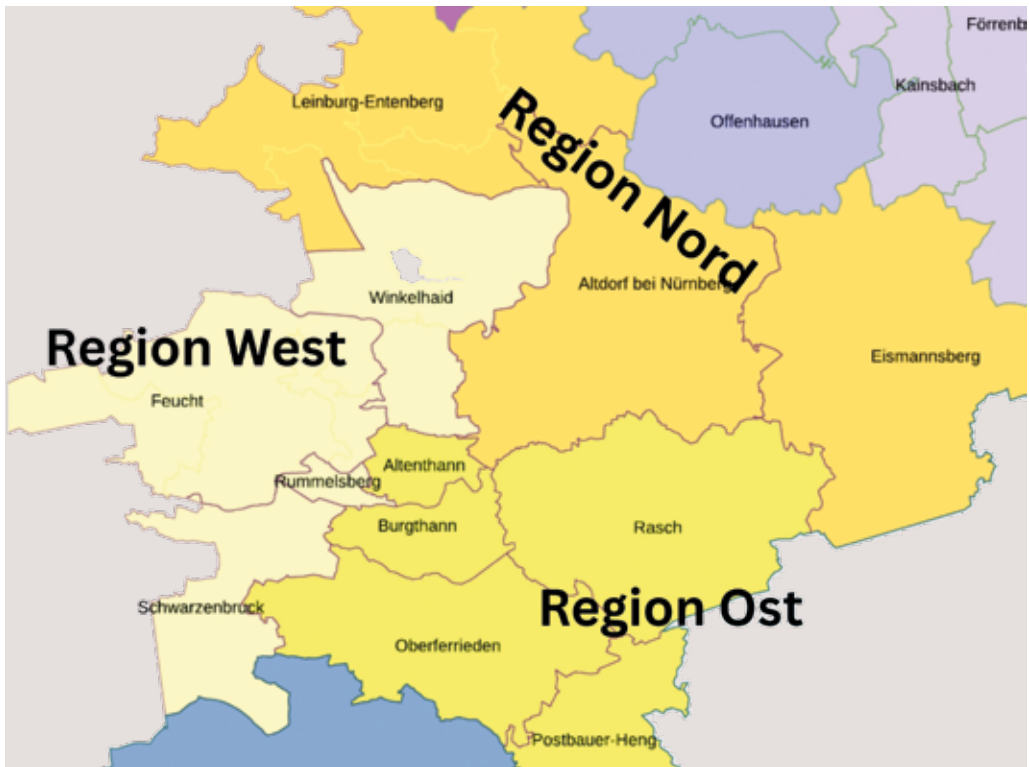 Förrenb
Kainsbach
Leinburg-Entenberg
Offenhausen
Region Nord
Altdorf bei Nürnberg
Winkelhaid
Region West
Eismannsberg
Feucht
Altenthann
Rummelsberg
Burgthann
Rasch
Schwarzenbruck
Region Ost
Oberferrieden
Postbauer-Heng